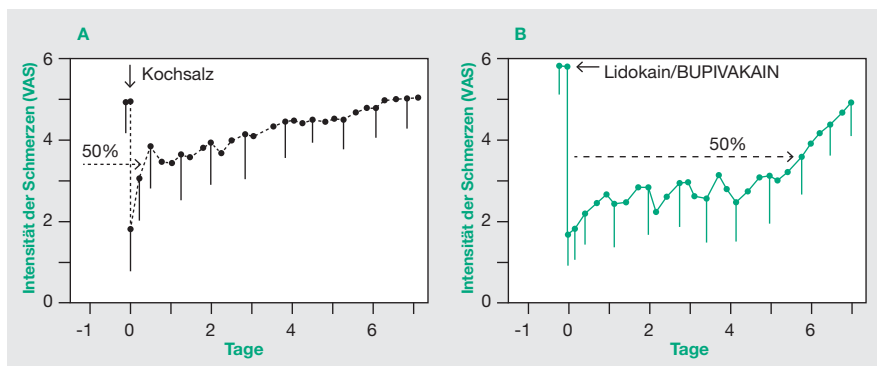 A
Intensität der Schmerzen (VAS)
6
4
2
0
Kochsalz
50%
-1 0 2 4 6
Tage
B
Intensität der Schmerzen (VAS)
6
4
2
0
Lidokain/BUPIVAKAIN
50%
-1 0 2 4 6
Tage